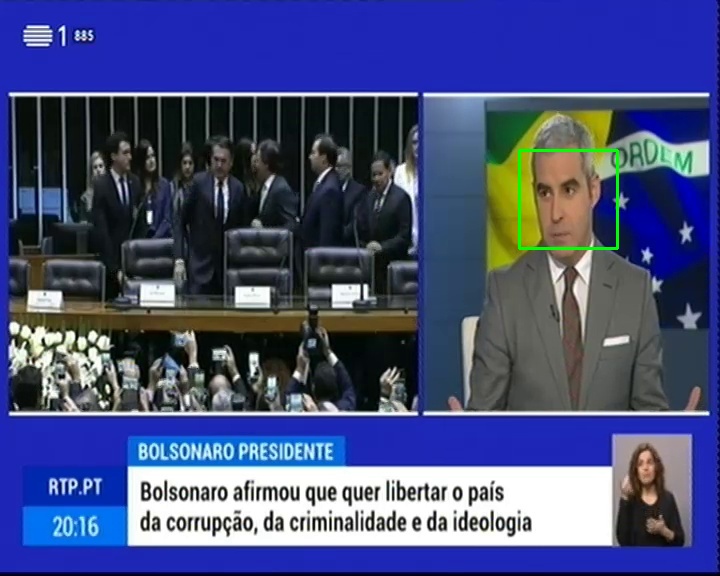 1 885
ORDEM
BOLSONARO PRESIDENTE
RTP.PT
Bolsonaro afirmou que quer libertar o país
20:16
da corrupção, da criminalidade e da ideologia